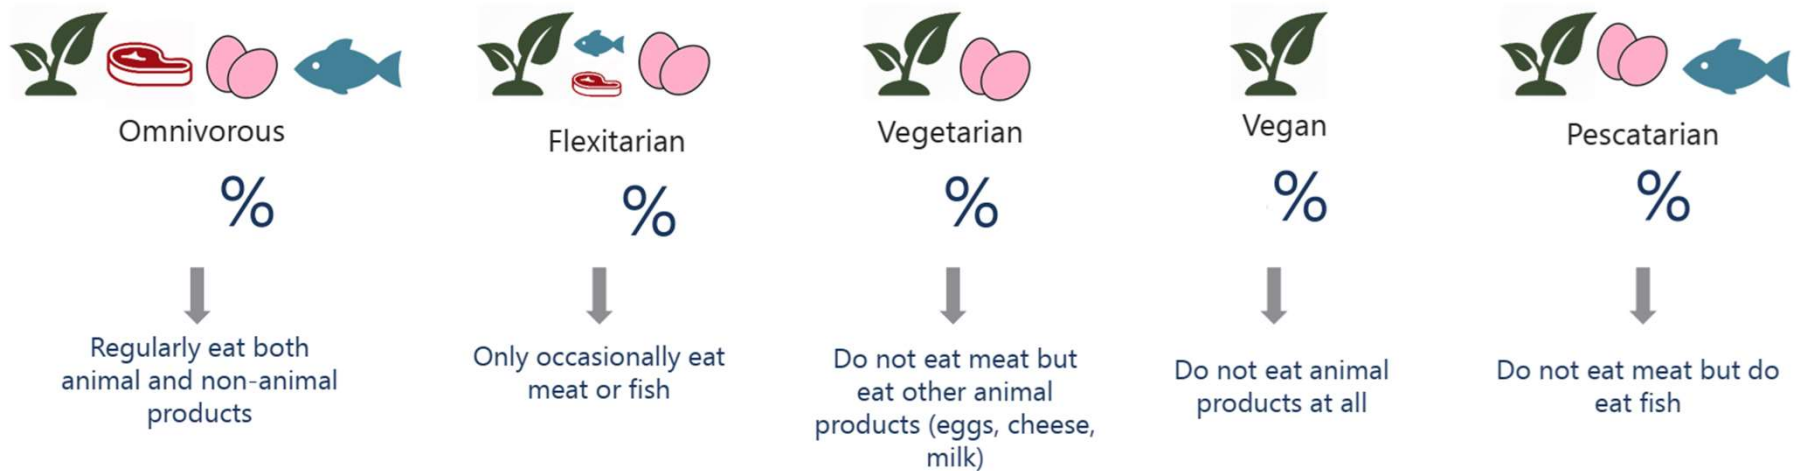 Omnivorous
%
Regularly eat both
animal and non-animal
products
Flexitarian
%
Only occasionally eat
meat or fish
Vegetarian
%
Do not eat meat but
eat other animal
products (eggs, cheese,
milk)
Vegan
%
Do not eat animal
products at all
Pescatarian
%
Do not eat meat but do
eat fish